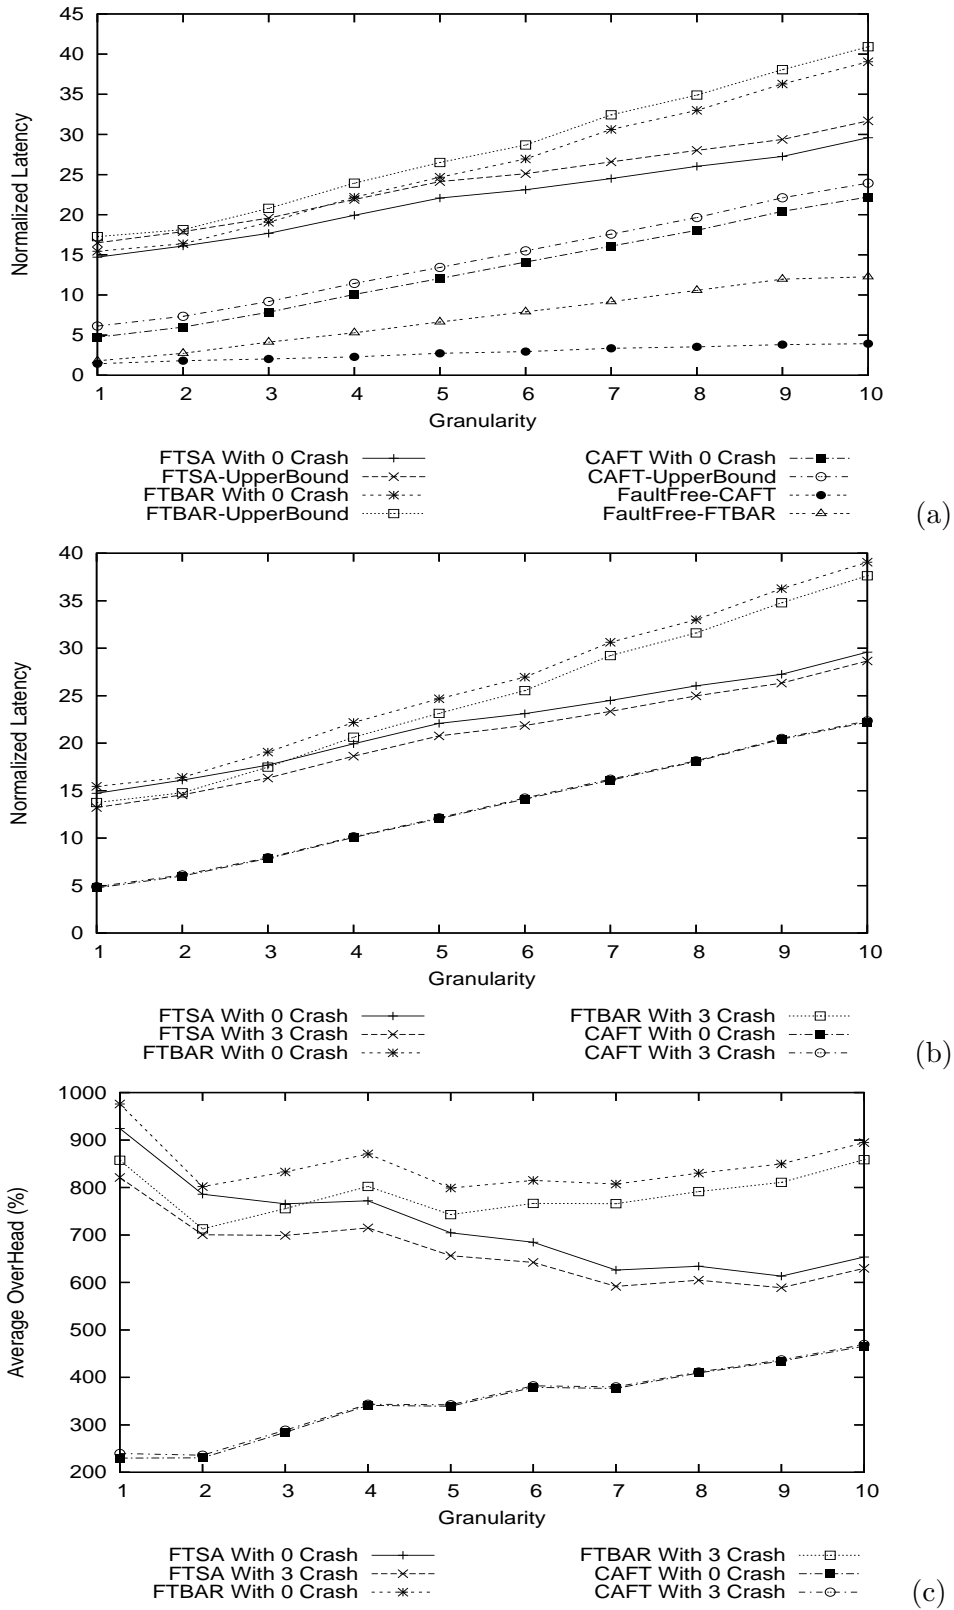 45
40
35
30
25
20
15
10
5
0
Normalized Latency
1 2 3 4 5 6 7 8 9 10
Granularity
FTSA With 0 Crash
FTSA-UpperBound
FTBAR With 0 Crash
FTBAR-UpperBound
CAFT With 0 Crash
CAFT-UpperBound
FaultFree-CAFT
FaultFree-FTBAR
(a)
40
35
30
25
20
15
10
5
0
Normalized Latency
1 2 3 4 5 6 7 8 9 10
Granularity
FTSA With 0 Crash
FTSA With 3 Crash
FTBAR With 0 Crash
FTBAR With 3 Crash
CAFT With 0 Crash
CAFT With 3 Crash
(b)
1000
900
800
700
600
500
400
300
200
Average OverHead (%)
1 2 3 4 5 6 7 8 9 10
Granularity
FTSA With 0 Crash
FTSA With 3 Crash
FTBAR With 0 Crash
FTBAR With 3 Crash
CAFT With 0 Crash
CAFT With 3 Crash
(c)